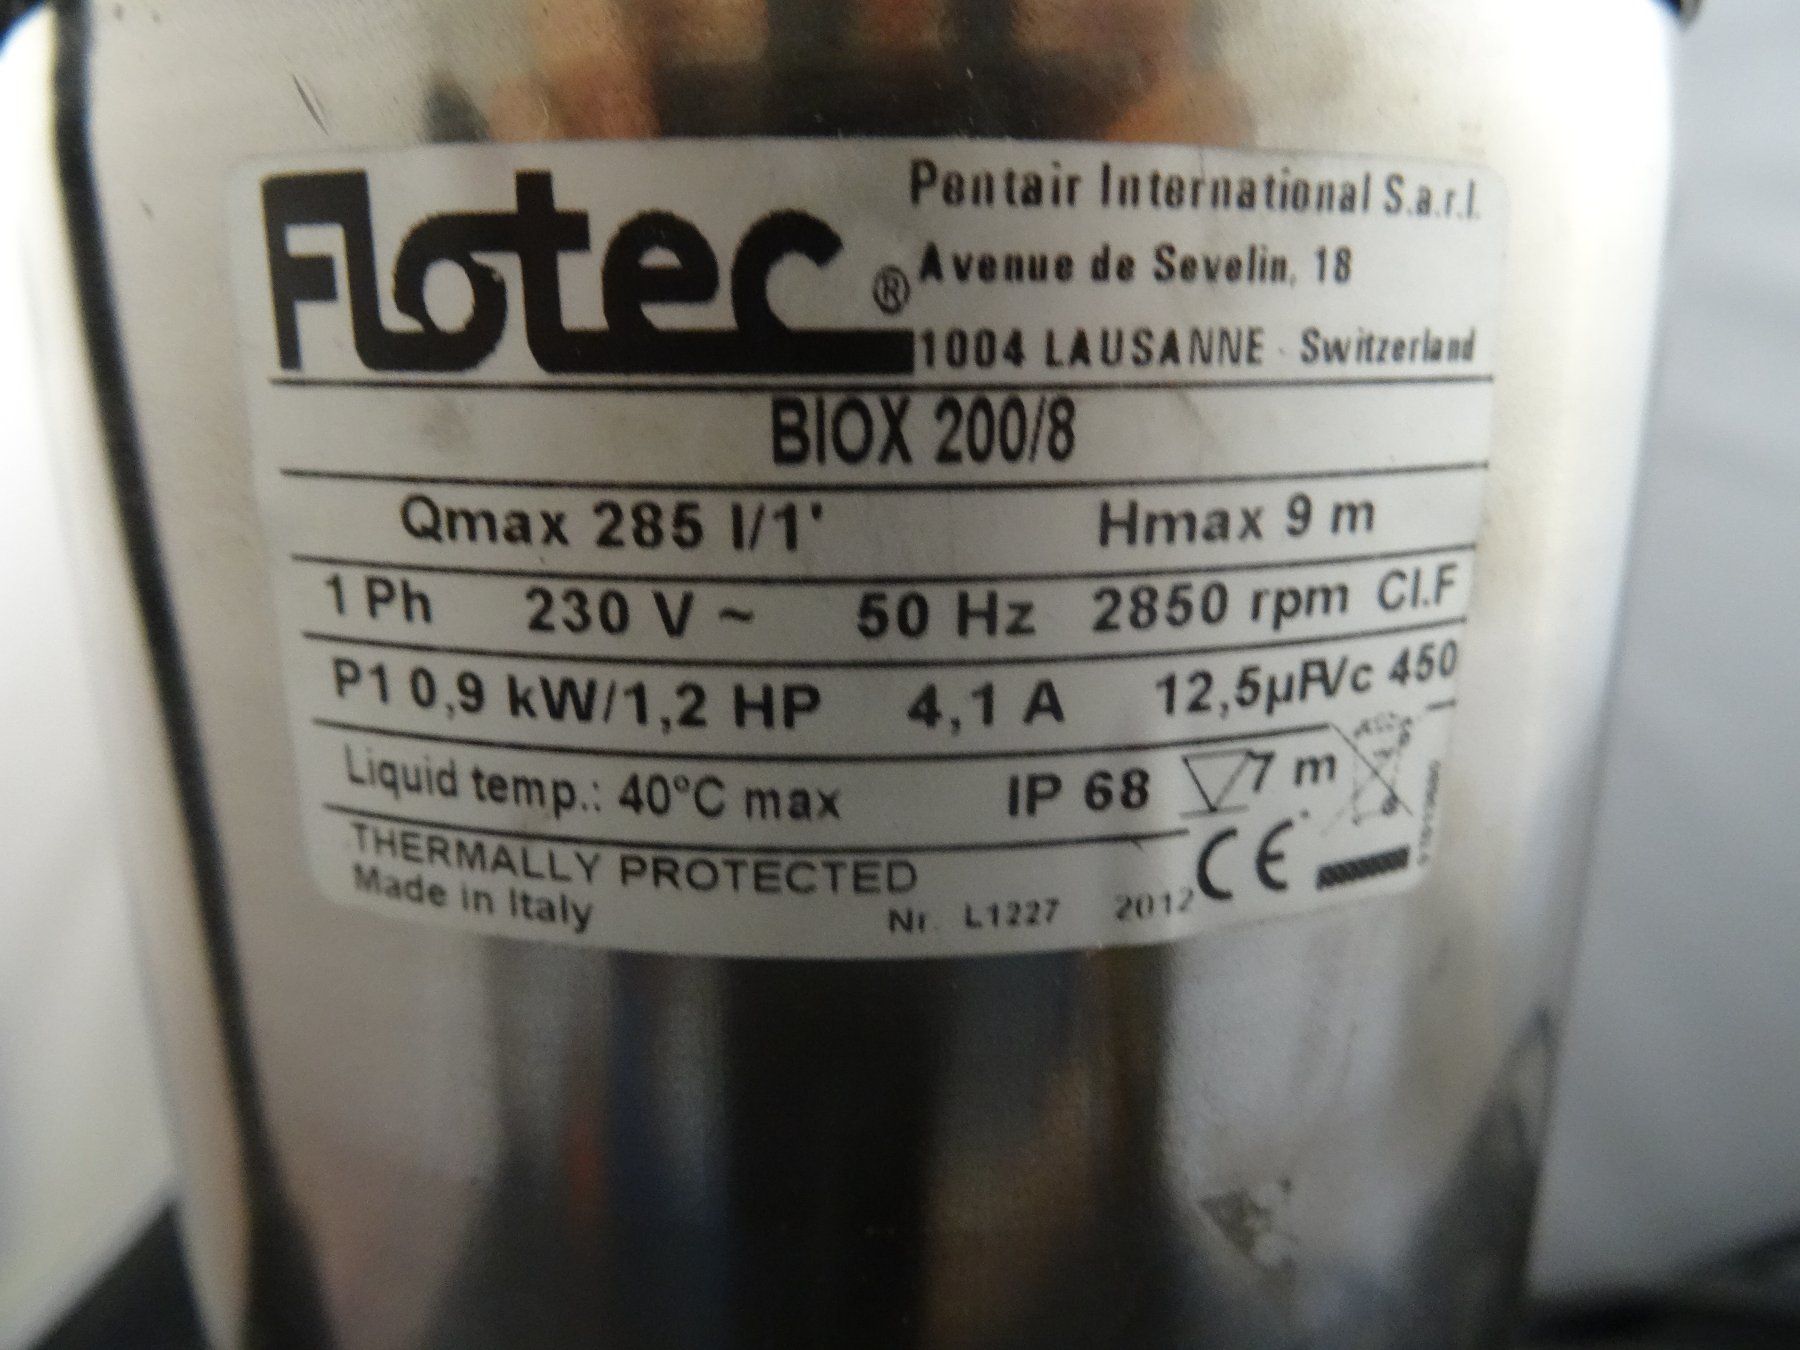 Flotec ®
Pentair International S.a.r.l.
Avenue de Sevelin, 18
1004 LAUSANNE - Switzerland
BIOX 200/8
Qmax 285 l/1' Hmax 9 m
1 Ph 230 V ~ 50 Hz 2850 rpm Cl.F
P1 0,9 kW/1,2 HP 4,1 A 12,5µF/Vc 450
Liquid temp.: 40°C max IP 68 7 m
THERMALLY PROTECTED
Made in Italy Nr. L1227 2012 CE